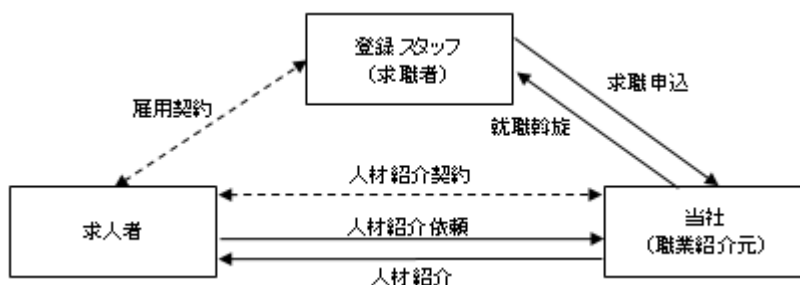 登録スタッフ
（求職者）
求職申込
雇用契約
就職斡旋
人材紹介契約
求人者
人材紹介依頼
当社
（職業紹介元）
人材紹介